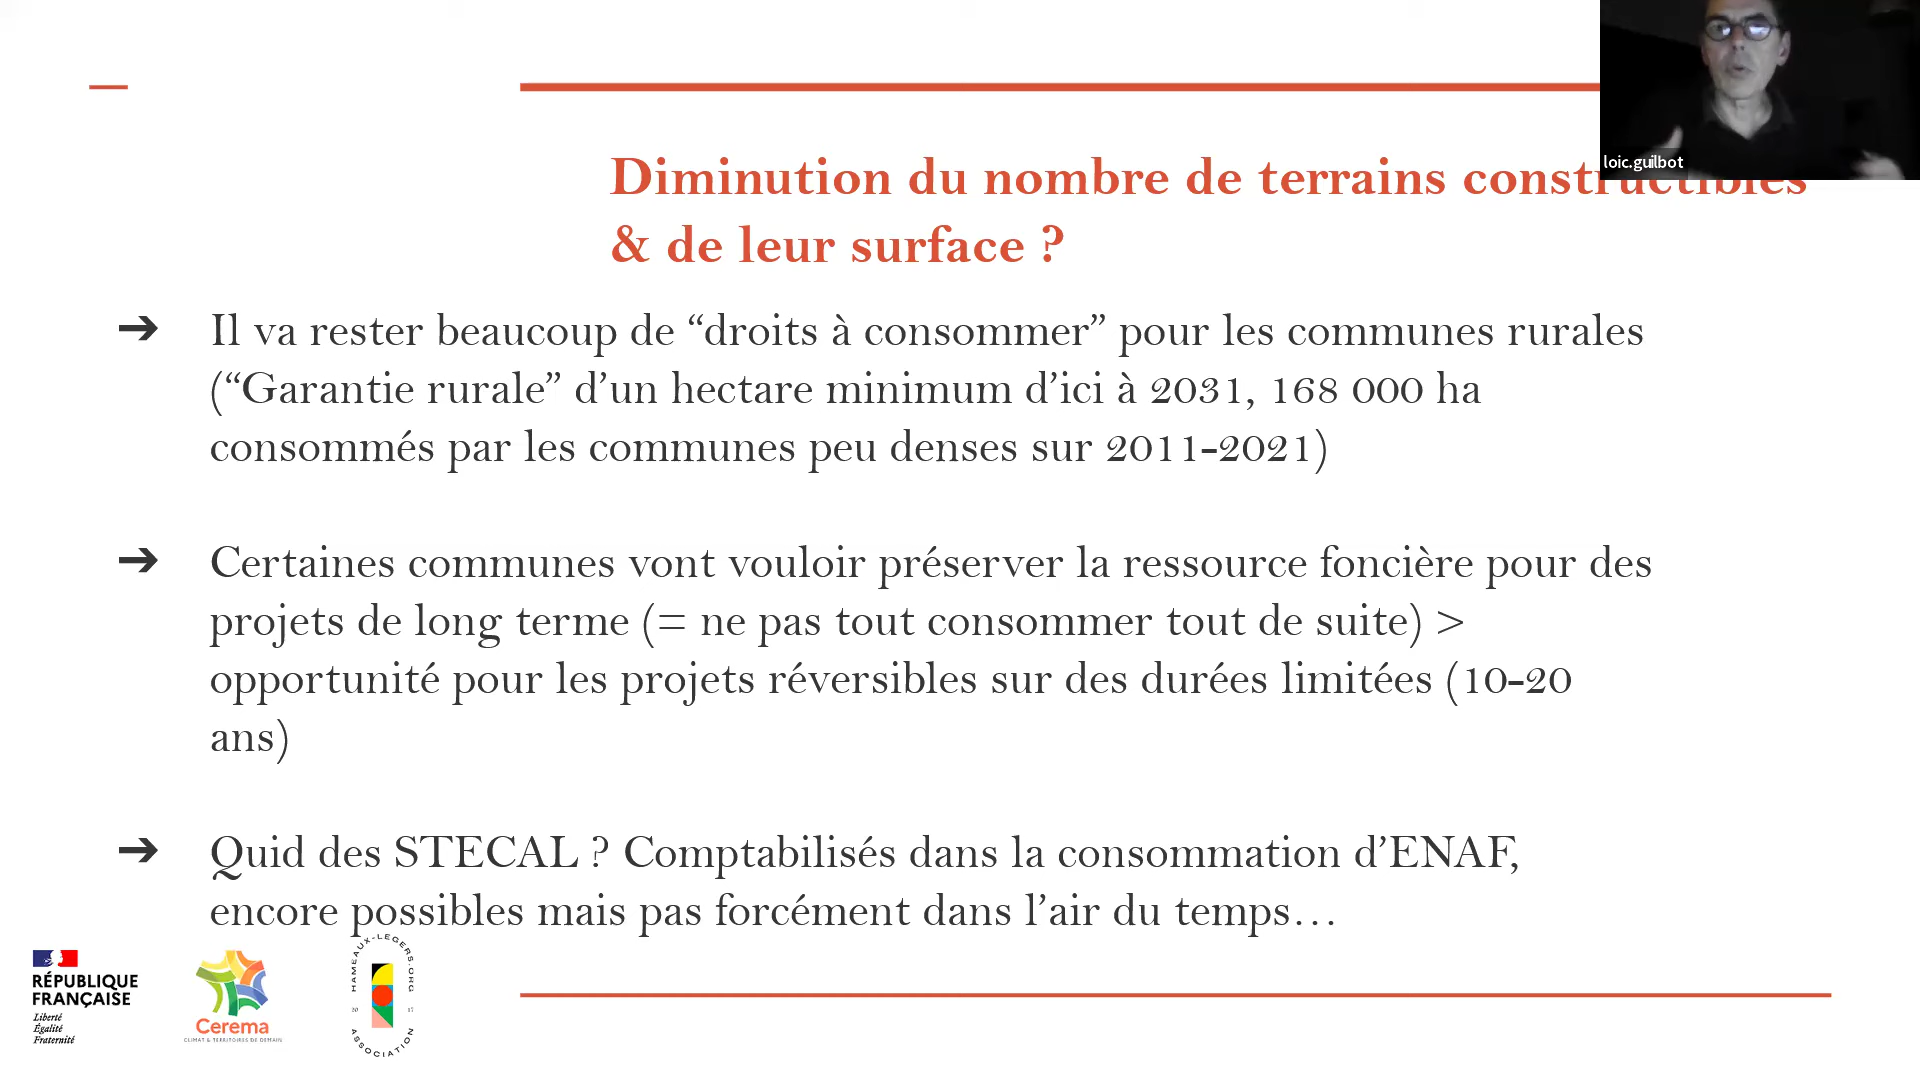 loic.guilbot
Diminution du nombre de terrains constructibles
& de leur surface ?
➔ Il va rester beaucoup de “droits à consommer” pour les communes rurales
(“Garantie rurale” d’un hectare minimum d’ici à 2031, 168 000 ha
consommés par les communes peu denses sur 2011-2021)
➔ Certaines communes vont vouloir préserver la ressource foncière pour des
projets de long terme (= ne pas tout consommer tout de suite) >
opportunité pour les projets réversibles sur des durées limitées (10-20
ans)
➔ Quid des STECAL ? Comptabilisés dans la consommation d’ENAF,
encore possibles mais pas forcément dans l’air du temps…
RÉPUBLIQUE
FRANÇAISE
Liberté
Égalité
Fraternité
Cerema
CLIMAT & TERRITOIRES DE DEMAIN
HAMEAUX-LEGERS.ORG
20 17
ASSOCIATION